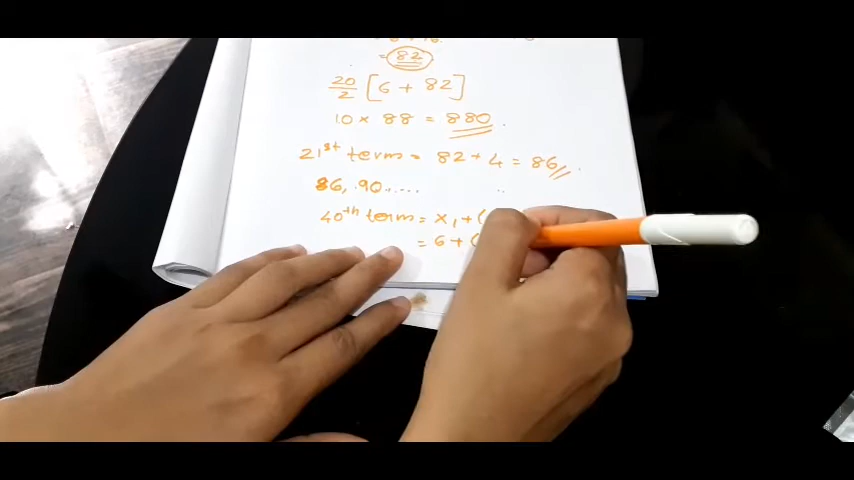 = 82
20/2 [6 + 82]
10 × 88 = 880
21st term = 82 + 4 = 86
86, 90.....
40th term = x₁ + (
= 6 + (